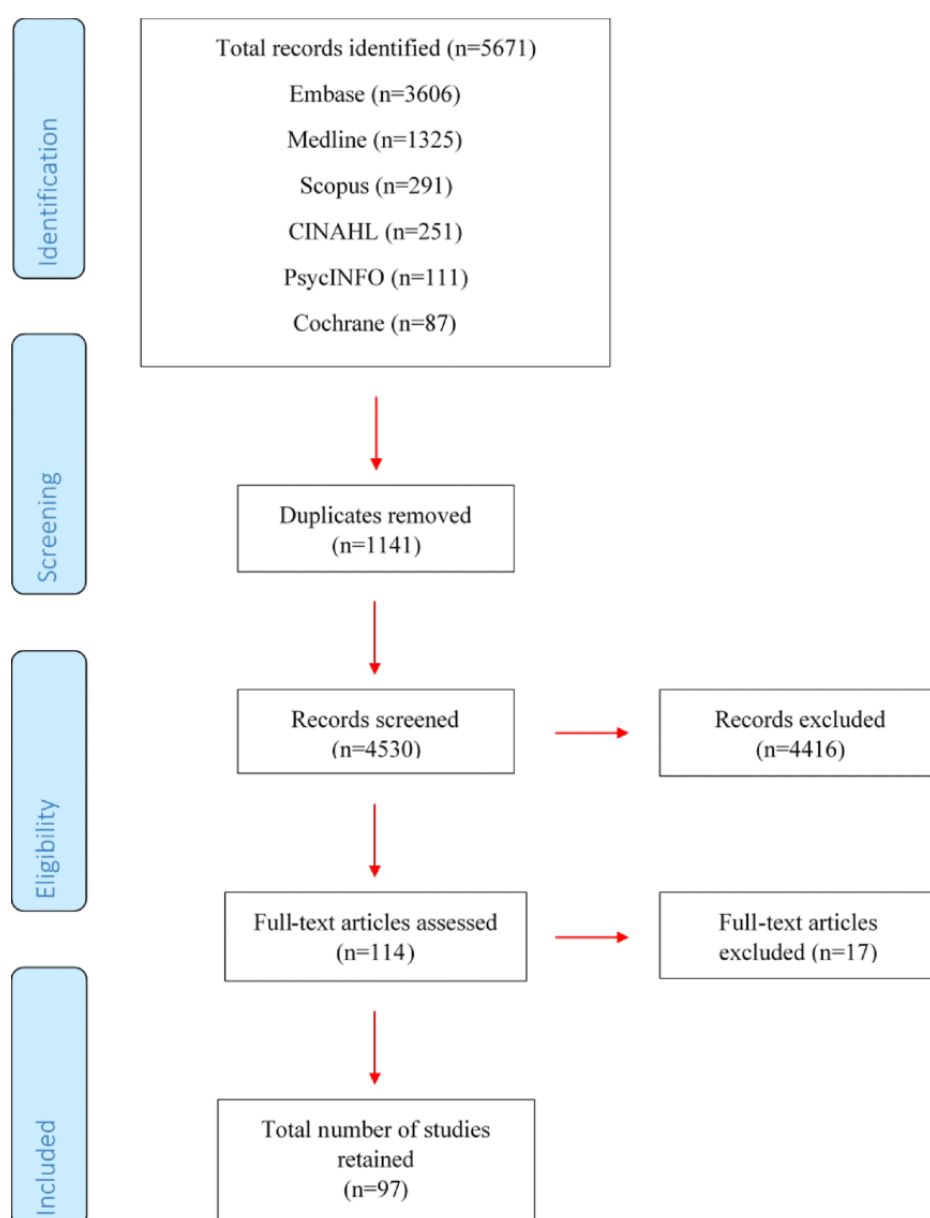 Identification
Total records identified (n=5671)
Embase (n=3606)
Medline (n=1325)
Scopus (n=291)
CINAHL (n=251)
PsycINFO (n=111)
Cochrane (n=87)
Screening
Duplicates removed
(n=1141)
Eligibility
Records screened
(n=4530)
Records excluded
(n=4416)
Full-text articles assessed
(n=114)
Full-text articles
excluded (n=17)
Included
Total number of studies
retained
(n=97)